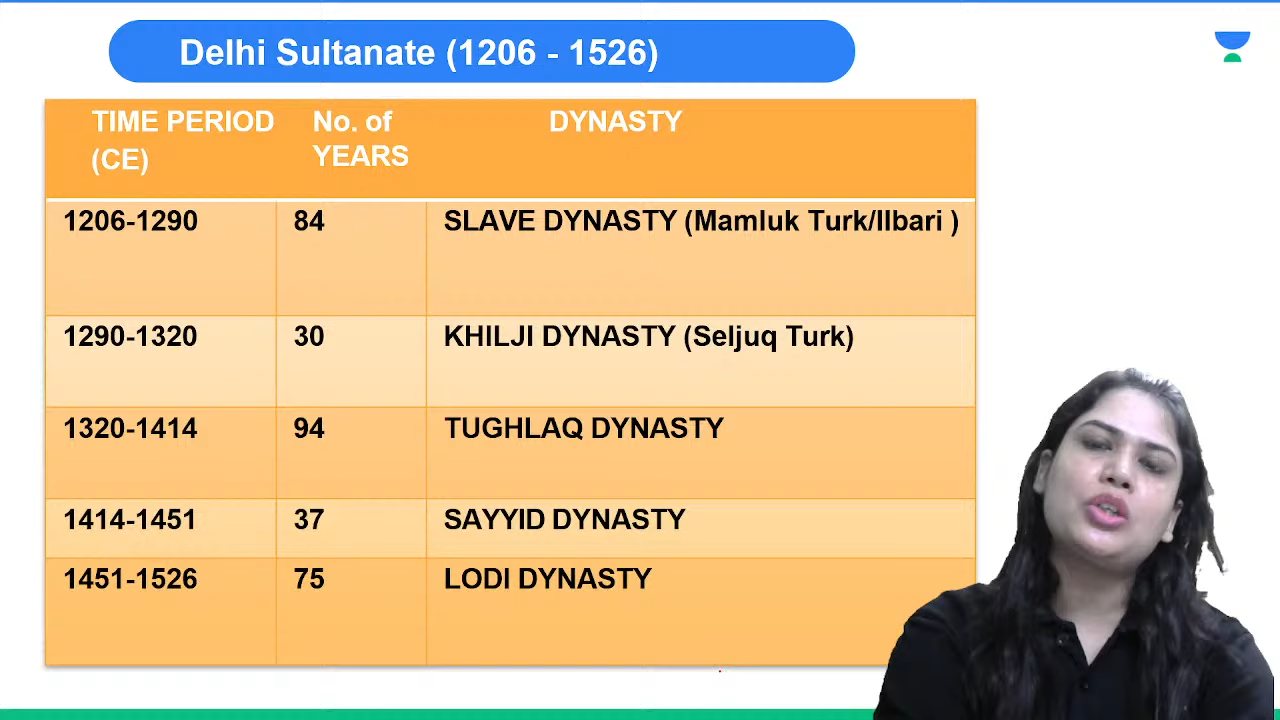 Delhi Sultanate (1206 - 1526)
TIME PERIOD (CE) No. of YEARS DYNASTY
1206-1290 84 SLAVE DYNASTY (Mamluk Turk/Ilbari )
1290-1320 30 KHILJI DYNASTY (Seljuq Turk)
1320-1414 94 TUGHLAQ DYNASTY
1414-1451 37 SAYYID DYNASTY
1451-1526 75 LODI DYNASTY